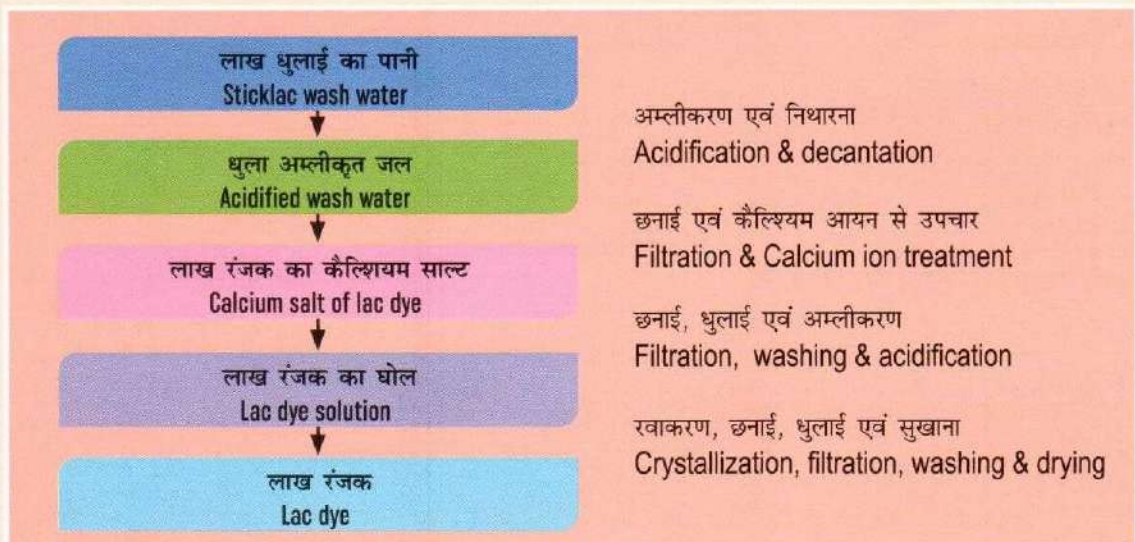 लाख धुलाई का पानी
Sticklac wash water
अम्लीकरण एवं निथारना
Acidification & decantation
धुला अम्लीकृत जल
Acidified wash water
छनाई एवं कैल्श्यिम आयन से उपचार
Filtration & Calcium ion treatment
लाख रंजक का कैल्शियम साल्ट
Calcium salt of lac dye
छनाई, धुलाई एवं अम्लीकरण
Filtration, washing & acidification
लाख रंजक का घोल
Lac dye solution
रवाकरण, छनाई, धुलाई एवं सुखाना
Crystallization, filtration, washing & drying
लाख रंजक
Lac dye